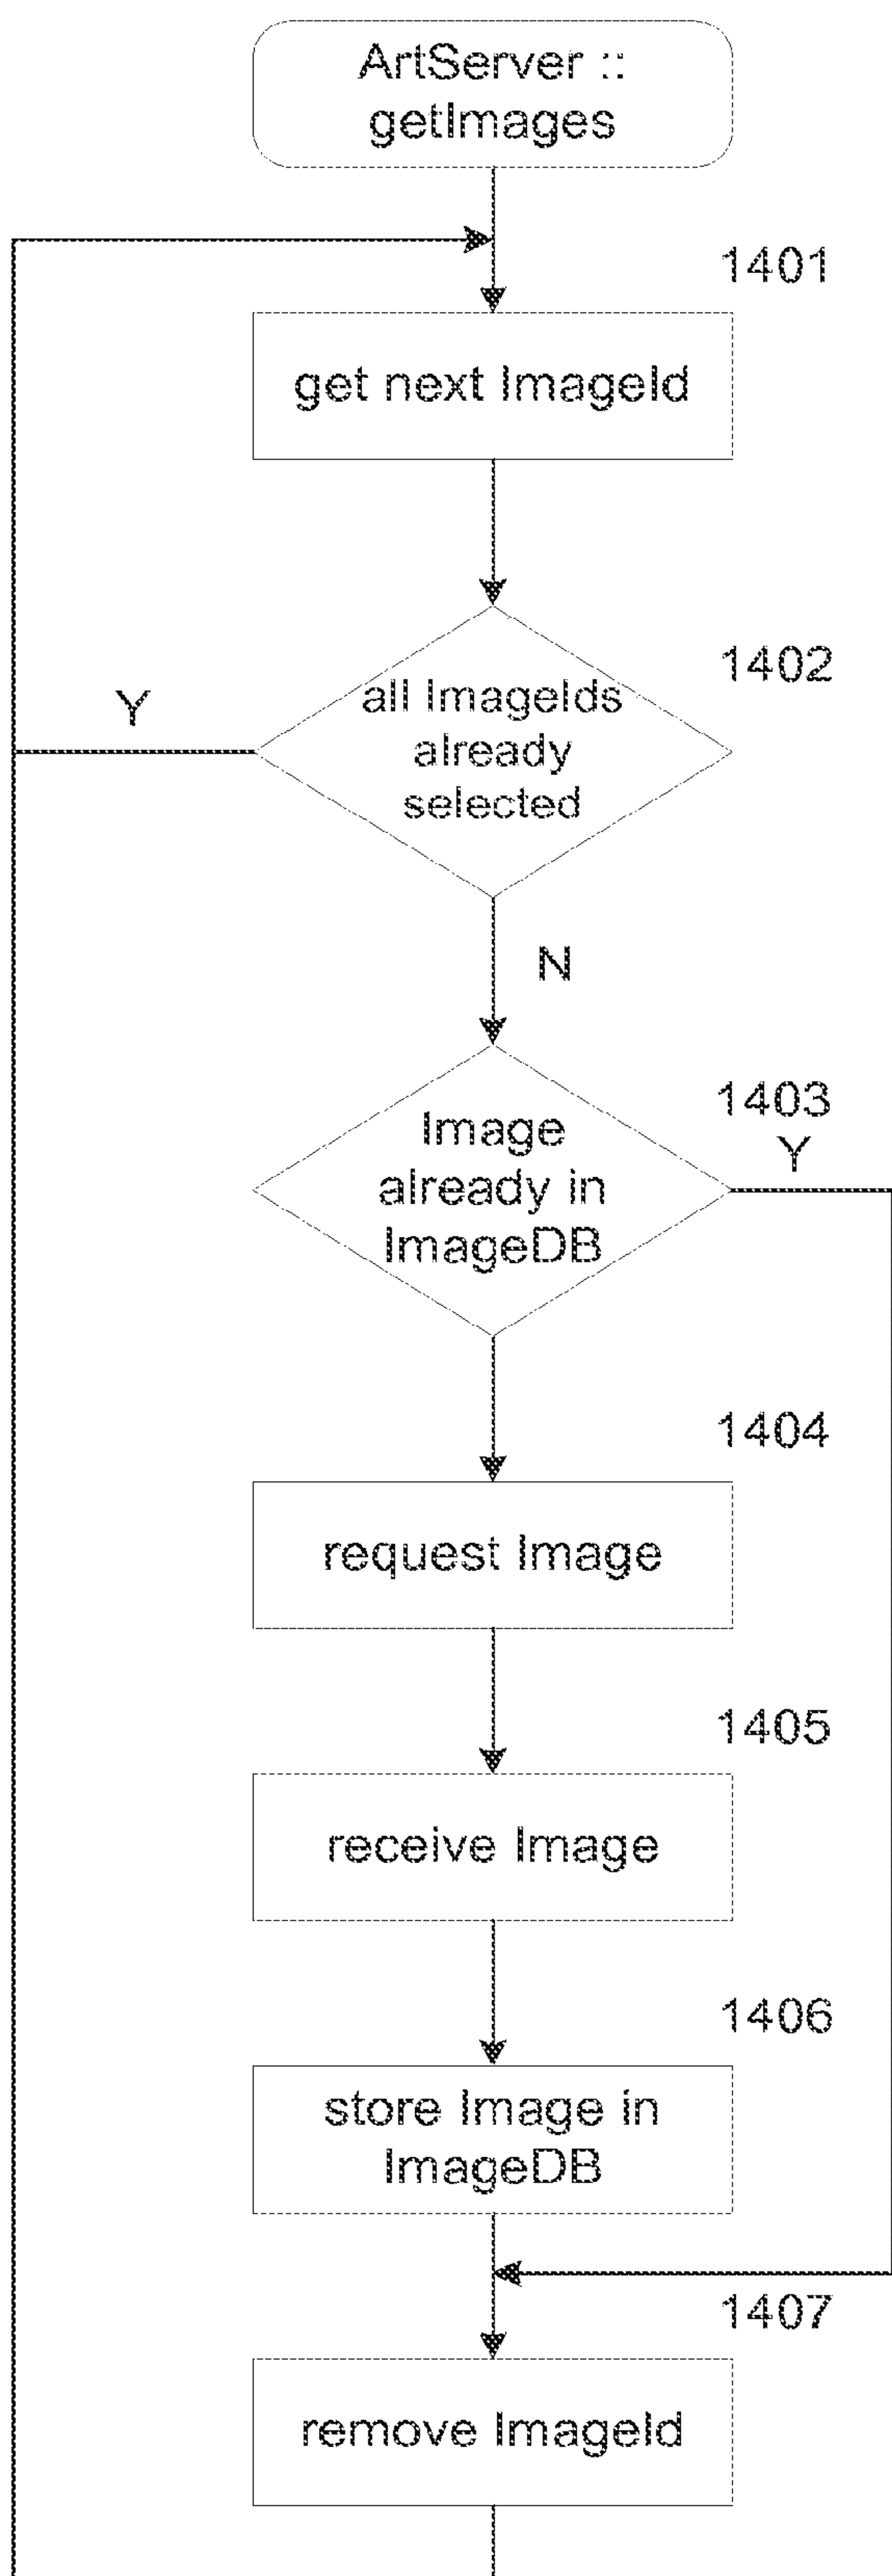 ArtServer ::
getImages
1401
get next ImageId
1402
all ImageIds
already
selected
Y
N
1403
Y
Image
already in
ImageDB
1404
request Image
1405
receive Image
1406
store Image in
ImageDB
1407
remove ImageId